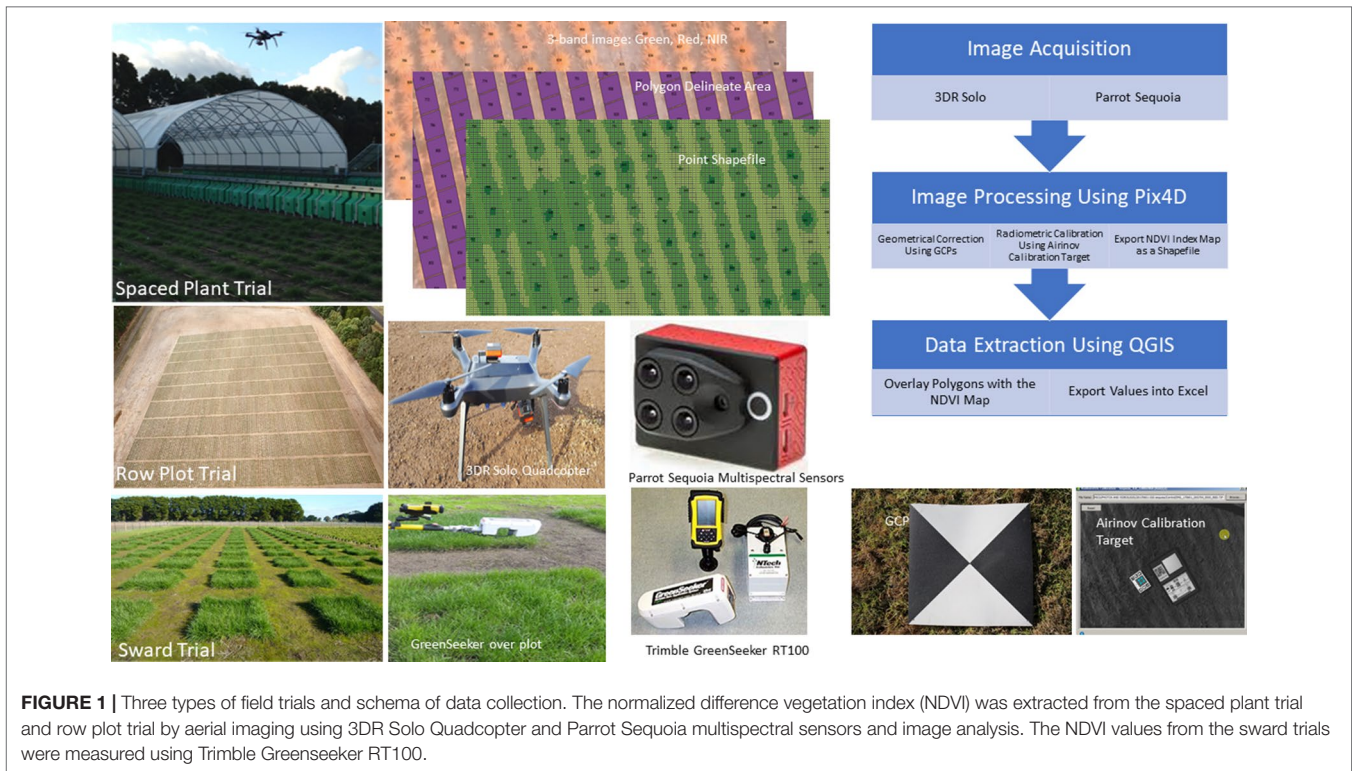 3-band image: Green, Red, NIR
Polygon Delineate Area
Point Shapefile
Spaced Plant Trial
Image Acquisition
3DR Solo
Parrot Sequoia
Image Processing Using Pix4D
Geometrical Correction
Using GCPs
Radiometric Calibration
Using Airinov
Calibration Target
Export NDVI Index Map
as a Shapefile
Data Extraction Using QGIS
Overlay Polygons with the
NDVI Map
Export Values into Excel
Row Plot Trial
3DR Solo Quadcopter
Parrot Sequoia Multispectral Sensors
Sward Trial
GreenSeeker over plot
NTech
GreenSeeker
Trimble GreenSeeker RT100
GCP
Airinov Calibration
Target
FIGURE 1 | Three types of field trials and schema of data collection. The normalized difference vegetation index (NDVI) was extracted from the spaced plant trial
and row plot trial by aerial imaging using 3DR Solo Quadcopter and Parrot Sequoia multispectral sensors and image analysis. The NDVI values from the sward trials
were measured using Trimble Greenseeker RT100.